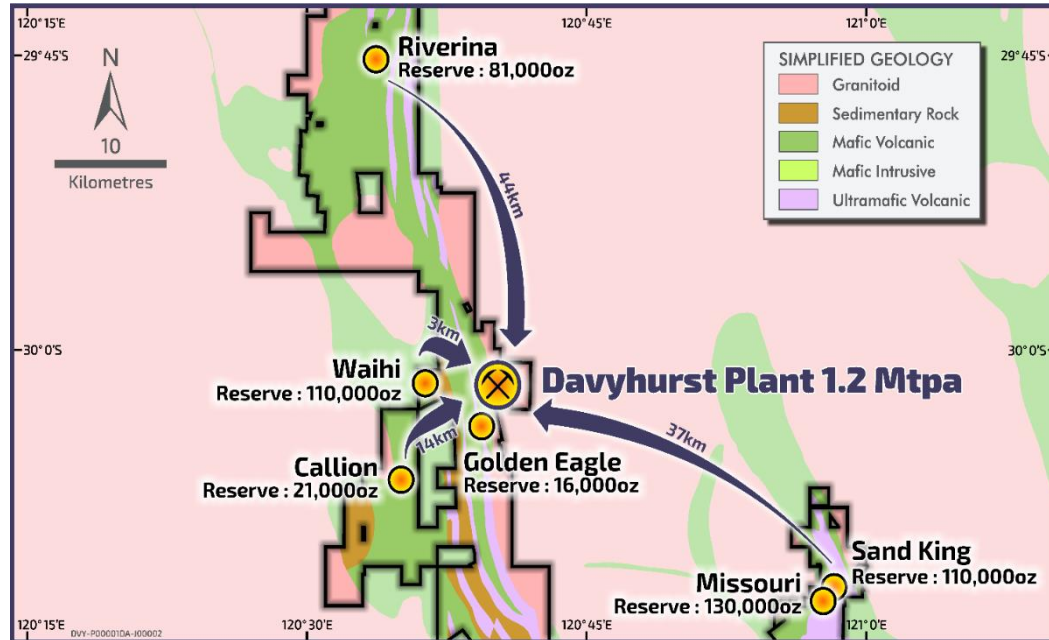 120°15'E
120°45'E
121°0'E
29°45'S
29°45'S
N
10
Kilometres
Riverina
Reserve : 81,000oz
SIMPLIFIED GEOLOGY
Granitoid
Sedimentary Rock
Mafic Volcanic
Mafic Intrusive
Ultramafic Volcanic
44km
30°0'S
30°0'S
3km
Waihi
Reserve : 110,000oz
Davyhurst Plant 1.2 Mtpa
14km
37km
Callion
Reserve : 21,000oz
Golden Eagle
Reserve : 16,000oz
Sand King
Reserve : 110,000oz
Missouri
Reserve : 130,000oz
120°15'E
120°30'E
120°45'E
121°0'E
DVY-P00001DA-J00002